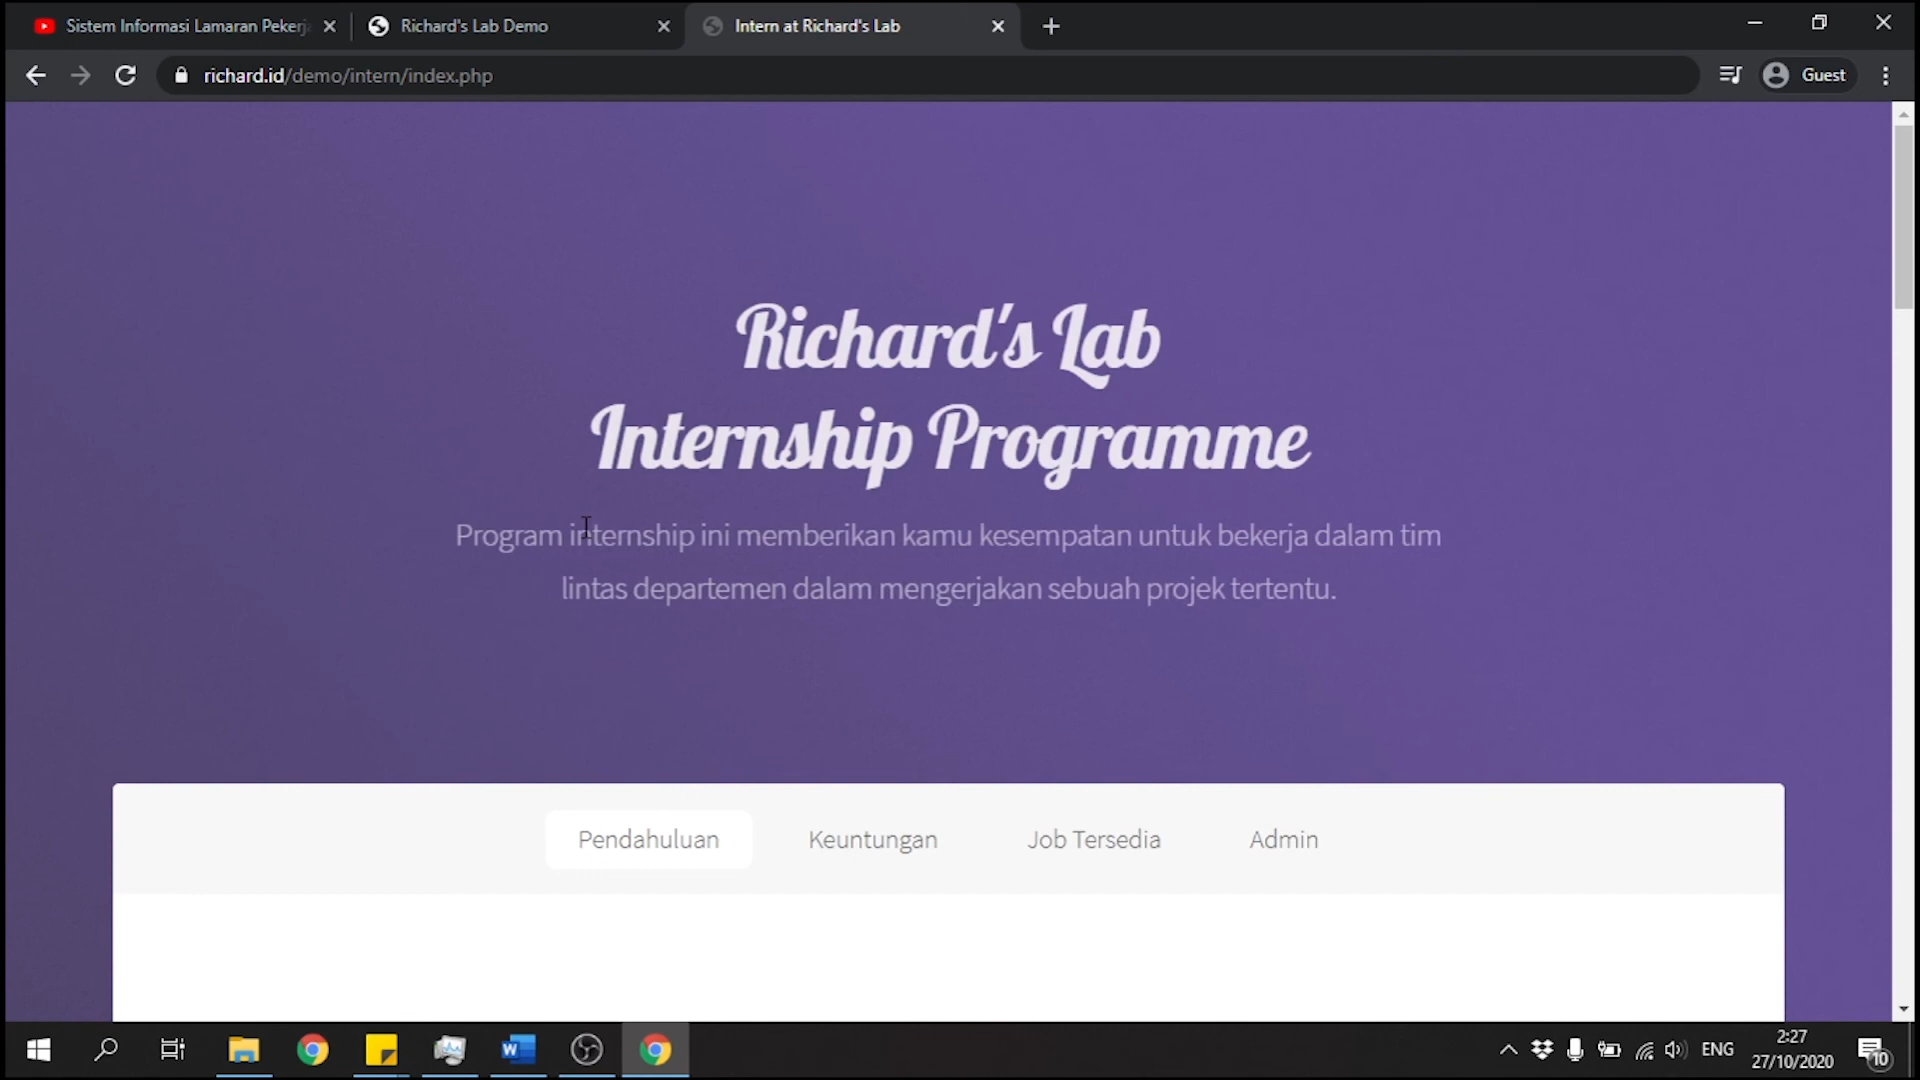 Sistem Informasi Lamaran Pekerj
Richard's Lab Demo
Intern at Richard's Lab
richard.id/demo/intern/index.php
Guest
Richard's Lab
Internship Programme
Program internship ini memberikan kamu kesempatan untuk bekerja dalam tim
lintas departemen dalam mengerjakan sebuah projek tertentu.
Pendahuluan
Keuntungan
Job Tersedia
Admin
ENG
2:27
27/10/2020
10